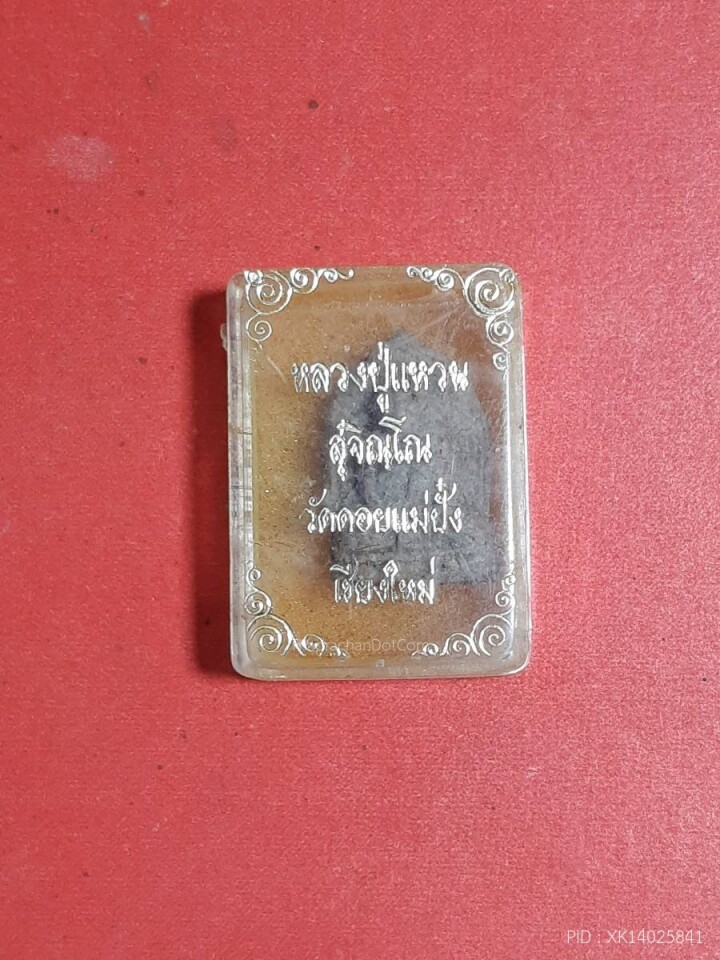 หลวงปู่แหวน
สุจิณฺโณ
วัดดอยแม่ปั๋ง
เชียงใหม่
PID : XK14025841